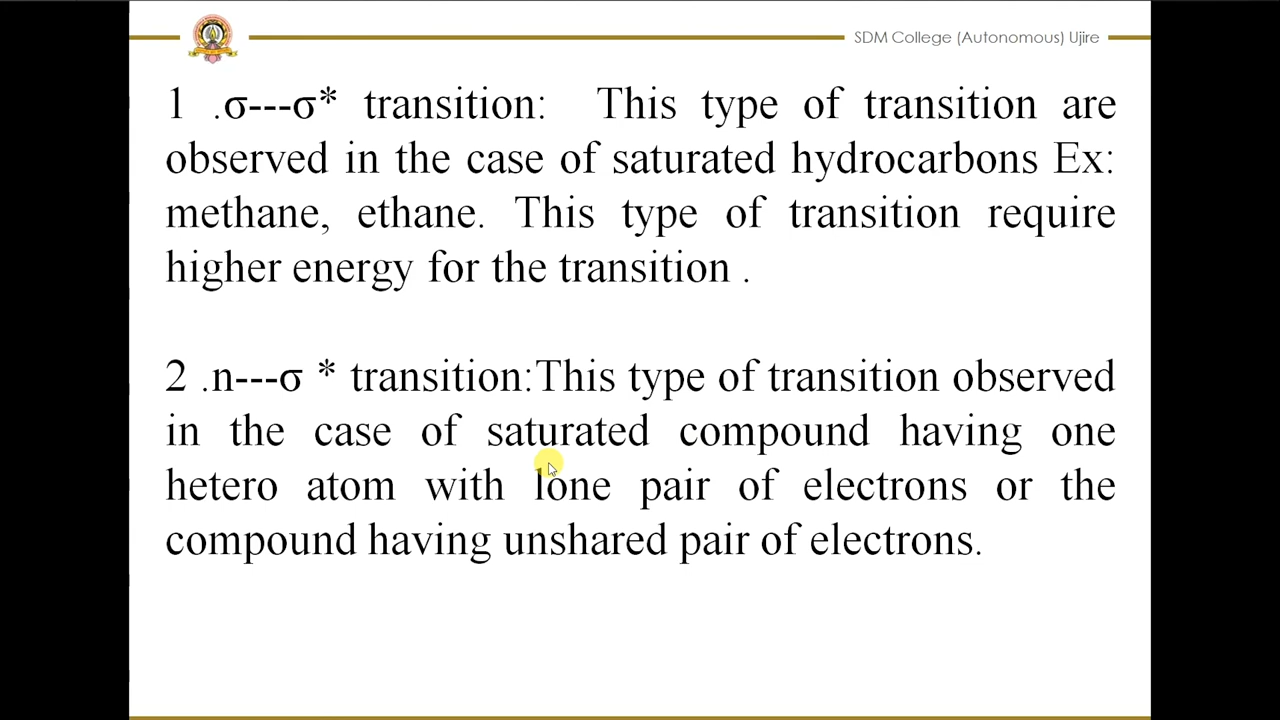 SDM College (Autonomous) Ujire
1 .σ---σ* transition: This type of transition are
observed in the case of saturated hydrocarbons Ex:
methane, ethane. This type of transition require
higher energy for the transition .
2 .n---σ * transition:This type of transition observed
in the case of saturated compound having one
hetero atom with lone pair of electrons or the
compound having unshared pair of electrons.